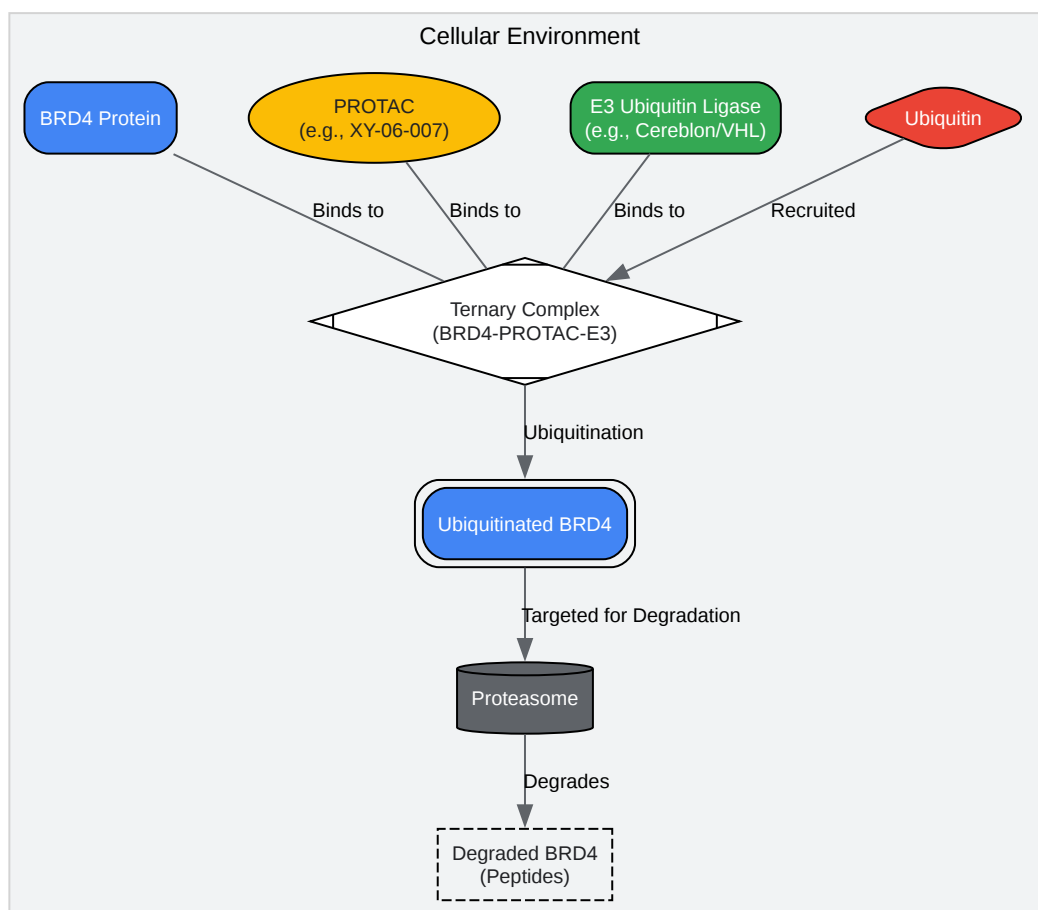 Cellular Environment
BRD4 Protein
PROTAC
(e.g., XY-06-007)
E3 Ubiquitin Ligase
(e.g., Cereblon/VHL)
Ubiquitin
Binds to
Binds to
Binds to
Recruited
Ternary Complex
(BRD4-PROTAC-E3)
Ubiquitination
Ubiquitinated BRD4
Targeted for Degradation
Proteasome
Degrades
Degraded BRD4
(Peptides)